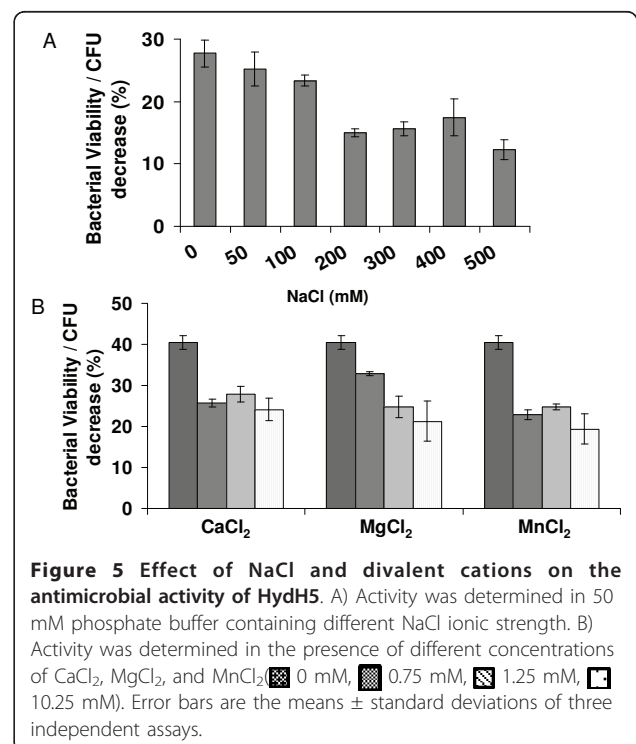 A
30
20
10
0
Bacterial Viability / CFU
decrease (%)
0 50 100 200 300 400 500
NaCl (mM)
B
50
40
30
20
10
0
Bacterial Viability / CFU
decrease (%)
CaCl₂ MgCl₂ MnCl₂
Figure 5 Effect of NaCl and divalent cations on the
antimicrobial activity of HydH5. A) Activity was determined in 50
mM phosphate buffer containing different NaCl ionic strength. B)
Activity was determined in the presence of different concentrations
of CaCl₂, MgCl₂, and MnCl₂( 0 mM, 0.75 mM, 1.25 mM,
10.25 mM). Error bars are the means ± standard deviations of three
independent assays.